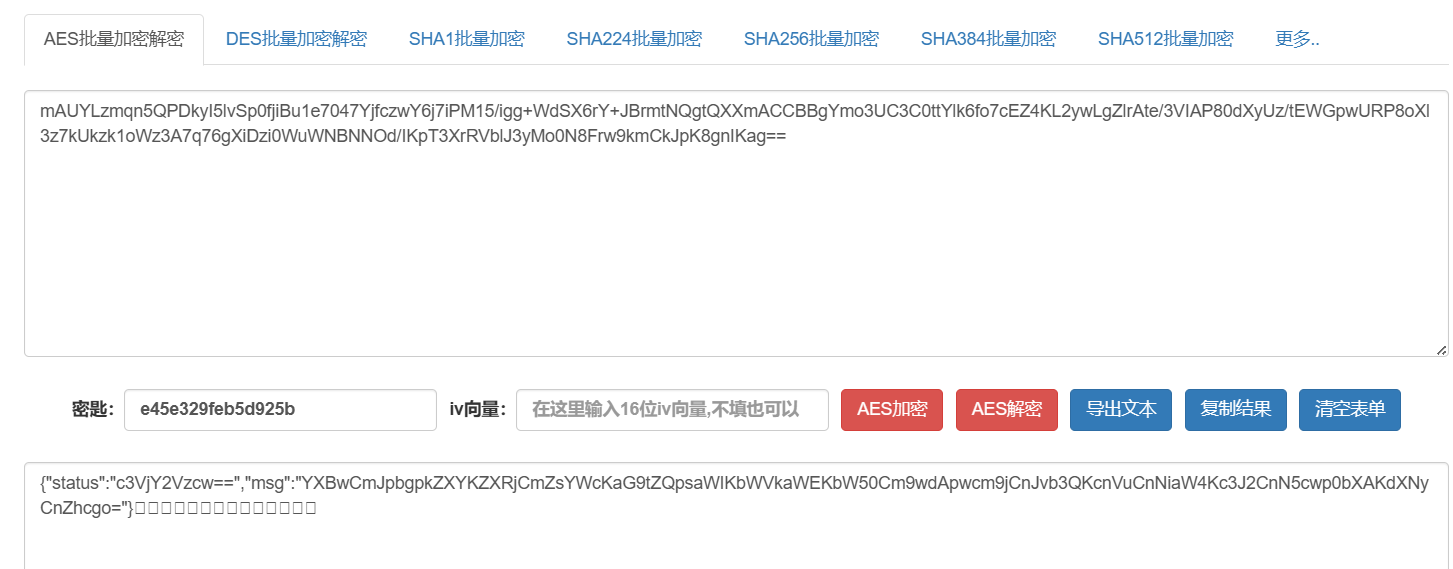 AES批量加密解密 DES批量加密解密 SHA1批量加密 SHA224批量加密 SHA256批量加密 SHA384批量加密 SHA512批量加密 更多..
mAUYLzmqn5QPDkyI5lvSp0fjiBu1e7047YjfczwY6j7iPM15/igg+WdSX6rY+JBrmtNQgtQXXmACCBBgYmo3UC3C0ttYlk6fo7cEZ4KL2ywLgZlrAte/3VIAP80dXyUz/tEWGpwURP8oXl
3z7kUkzk1oWz3A7q76gXiDzi0WuWNBNNOd/IKpT3XrRVblJ3yMo0N8Frw9kmCkJpK8gnIKag==
密匙: e45e329feb5d925b iv向量: 在这里输入16位iv向量,不填也可以 AES加密 AES解密 导出文本 复制结果 清空表单
{"status":"c3VjY2Vzcw==","msg":"YXBwCmJpbgpkZXYKZXRjCmZsYWcKaG9tZQpsaWIKbWVkaWEKbW50Cm9wdApwcm9jCnJvb3QKcnVuCnNiaW4Kc3J2CnN5cwp0bXAKdXNy
CnZhcgo="}